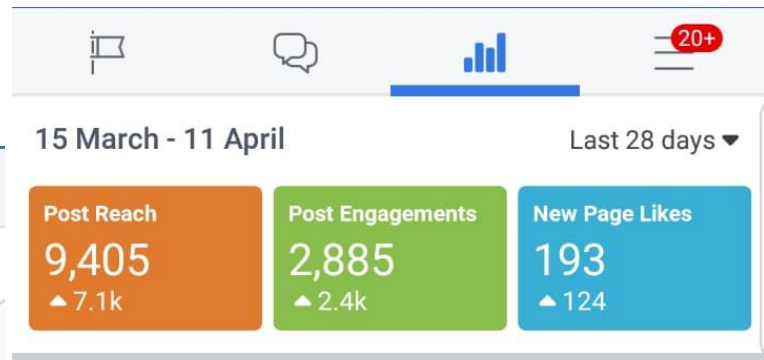 20+
15 March - 11 April
Last 28 days
Post Reach
9,405
7.1k
Post Engagements
2,885
2.4k
New Page Likes
193
124